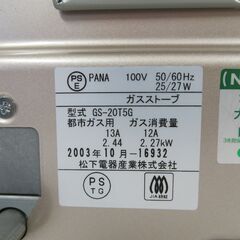 PS E PANA 100V 50/60Hz
25/27W
ガスストーブ
型式 GS-20T5G
都市ガス用 ガス消費量
13A 12A
2.44 2.27kW
2003年10月-16932
松下電器産業株式会社
PS TG
JIA
(N